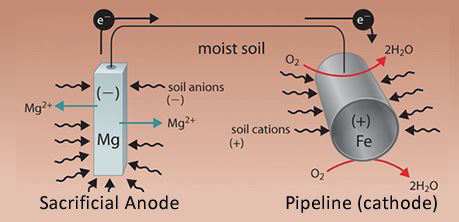 e⁻
e⁻
moist soil
O₂
2H₂O
(−)
soil anions
(−)
Mg²⁺
Mg²⁺
Mg
soil cations
(+)
(+)
Fe
O₂
2H₂O
Sacrificial Anode
Pipeline (cathode)